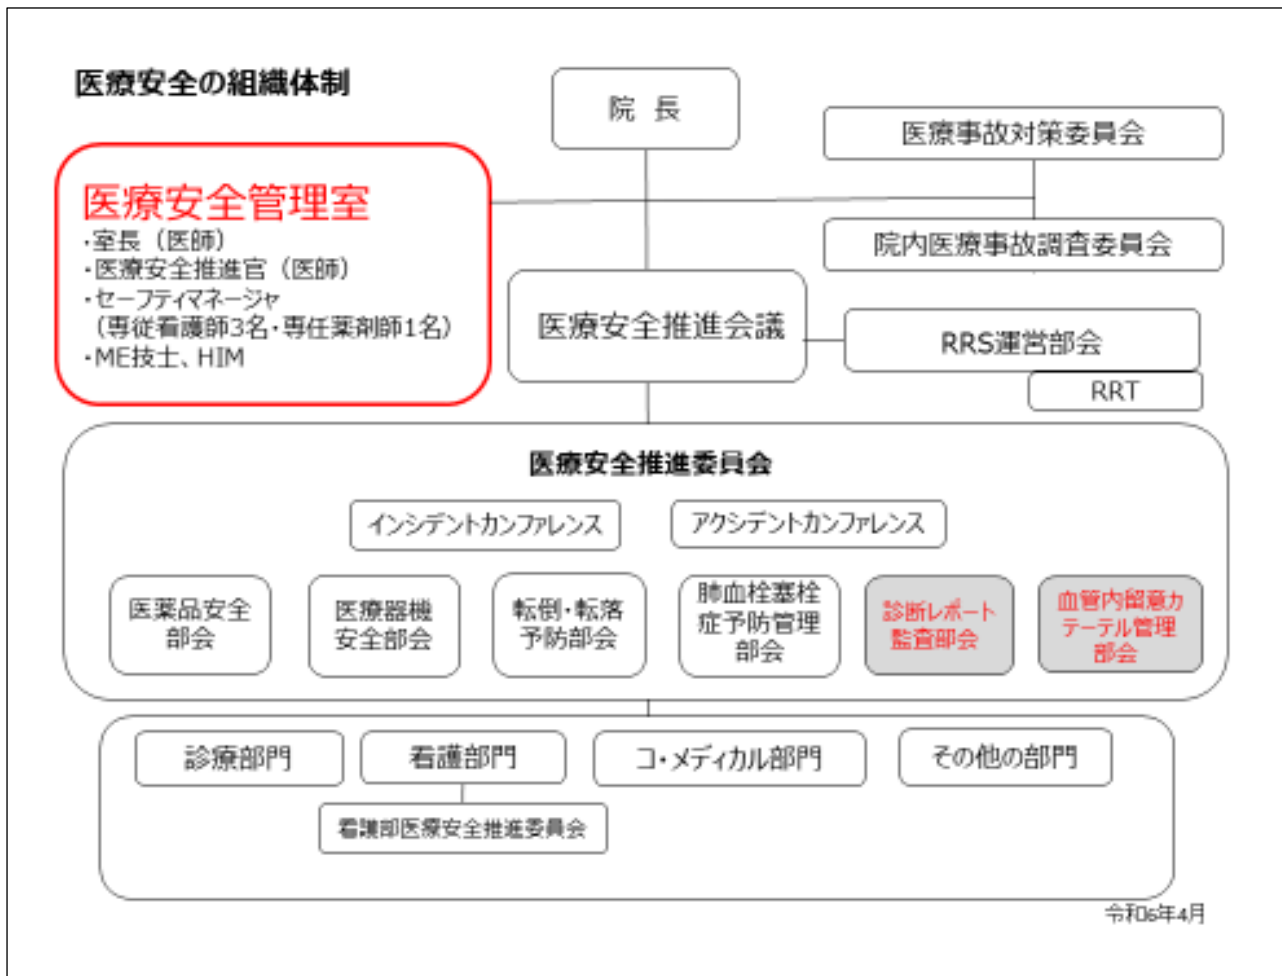 医療安全の組織体制
院 長
医療事故対策委員会
医療安全管理室
・室長（医師）
・医療安全推進官（医師）
・セーフティマネージャ
（専従看護師3名・専任薬剤師1名）
・ME技士、HIM
院内医療事故調査委員会
医療安全推進会議
RRS運営部会
RRT
医療安全推進委員会
インシデントカンファレンス
アクシデントカンファレンス
医薬品安全
部会
医療器機
安全部会
転倒・転落
予防部会
肺血栓塞栓
症予防管理
部会
診断レポート
監査部会
血管内留意カ
テーテル管理
部会
診療部門
看護部門
コ・メディカル部門
その他の部門
看護部医療安全推進委員会
令和6年4月